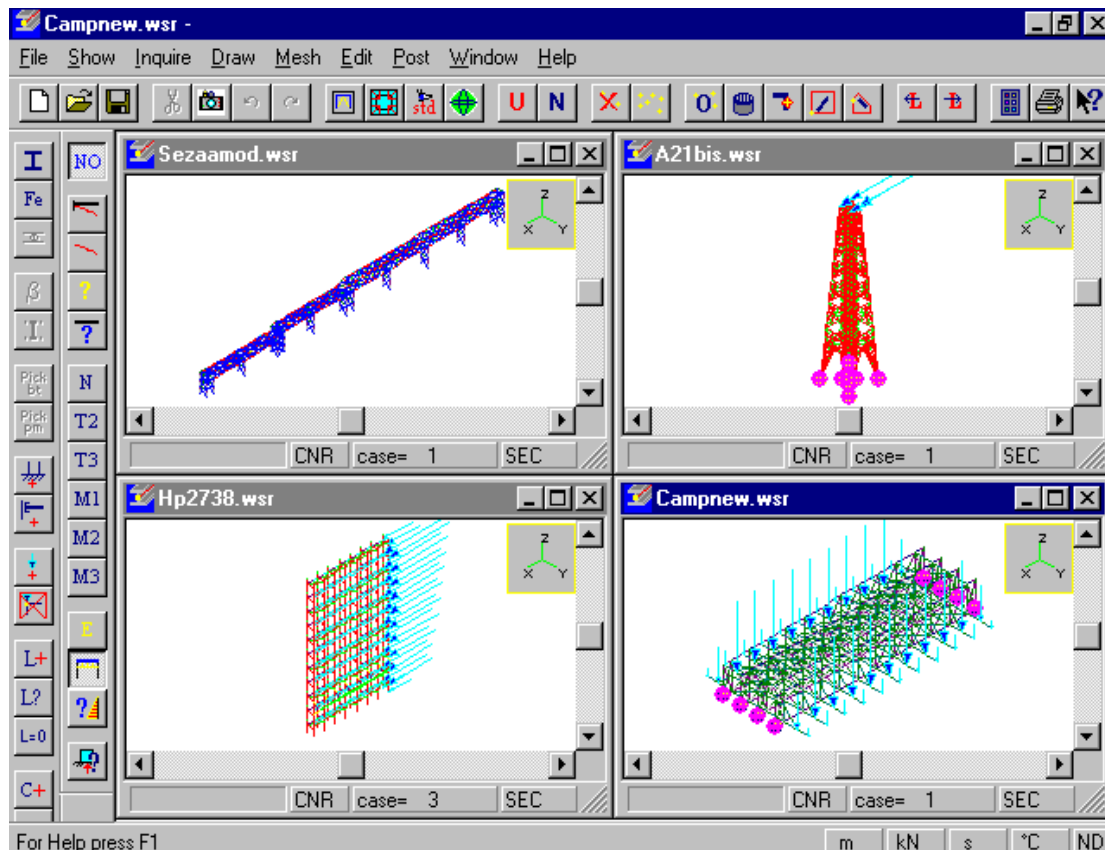 Campnew.wsr -
File Show Inquire Draw Mesh Edit Post Window Help
std U N 0 L B ?
I NO
Fe
β ?
I ?
Pick bt N
Pick pm T2
T3
M1
M2
M3
E
L+
L? ?
L=0
C+
Sezaamod.wsr
Z
X Y
CNR case= 1 SEC
A21bis.wsr
Z
X Y
CNR case= 1 SEC
Hp2738.wsr
Z
X Y
CNR case= 3 SEC
Campnew.wsr
Z
X Y
CNR case= 1 SEC
For Help press F1 m kN s °C ND